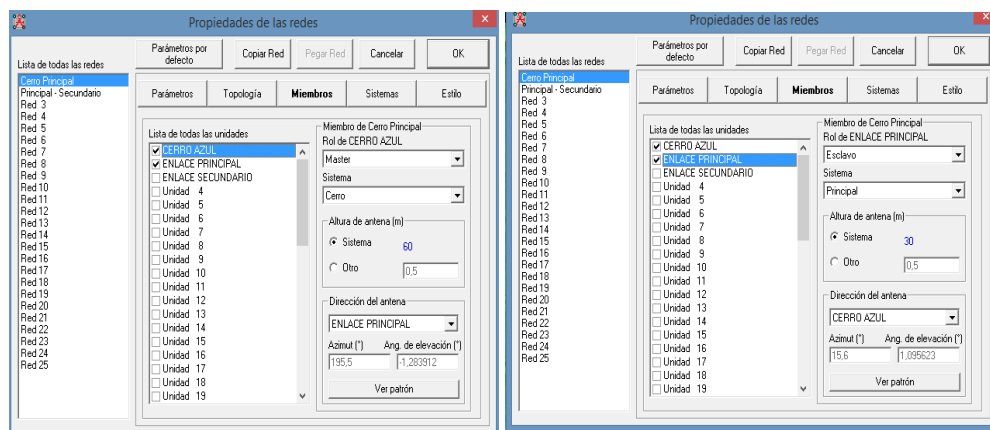 Propiedades de las redes
Lista de todas las redes
Parámetros por defecto
Copiar Red
Pegar Red
Cancelar
OK
Cerro Principal
Principal - Secundario
Red 3
Red 4
Red 5
Red 6
Red 7
Red 8
Red 9
Red 10
Red 11
Red 12
Red 13
Red 14
Red 15
Red 16
Red 17
Red 18
Red 19
Red 20
Red 21
Red 22
Red 23
Red 24
Red 25
Parámetros
Topología
Miembros
Sistemas
Estilo
Lista de todas las unidades
CERRO AZUL
ENLACE PRINCIPAL
ENLACE SECUNDARIO
Unidad 4
Unidad 5
Unidad 6
Unidad 7
Unidad 8
Unidad 9
Unidad 10
Unidad 11
Unidad 12
Unidad 13
Unidad 14
Unidad 15
Unidad 16
Unidad 17
Unidad 18
Unidad 19
Miembro de Cerro Principal
Rol de CERRO AZUL
Master
Sistema
Cerro
Altura de antena (m)
Sistema 60
Otro 0,5
Dirección del antena
ENLACE PRINCIPAL
Azimut (°) Ang. de elevación (°)
195,5 -1,283912
Ver patrón
Propiedades de las redes
Lista de todas las redes
Parámetros por defecto
Copiar Red
Pegar Red
Cancelar
OK
Cerro Principal
Principal - Secundario
Red 3
Red 4
Red 5
Red 6
Red 7
Red 8
Red 9
Red 10
Red 11
Red 12
Red 13
Red 14
Red 15
Red 16
Red 17
Red 18
Red 19
Red 20
Red 21
Red 22
Red 23
Red 24
Red 25
Parámetros
Topología
Miembros
Sistemas
Estilo
Lista de todas las unidades
CERRO AZUL
ENLACE PRINCIPAL
ENLACE SECUNDARIO
Unidad 4
Unidad 5
Unidad 6
Unidad 7
Unidad 8
Unidad 9
Unidad 10
Unidad 11
Unidad 12
Unidad 13
Unidad 14
Unidad 15
Unidad 16
Unidad 17
Unidad 18
Unidad 19
Miembro de Cerro Principal
Rol de ENLACE PRINCIPAL
Esclavo
Sistema
Principal
Altura de antena (m)
Sistema 30
Otro 0,5
Dirección del antena
CERRO AZUL
Azimut (°) Ang. de elevación (°)
15,6 1,095623
Ver patrón